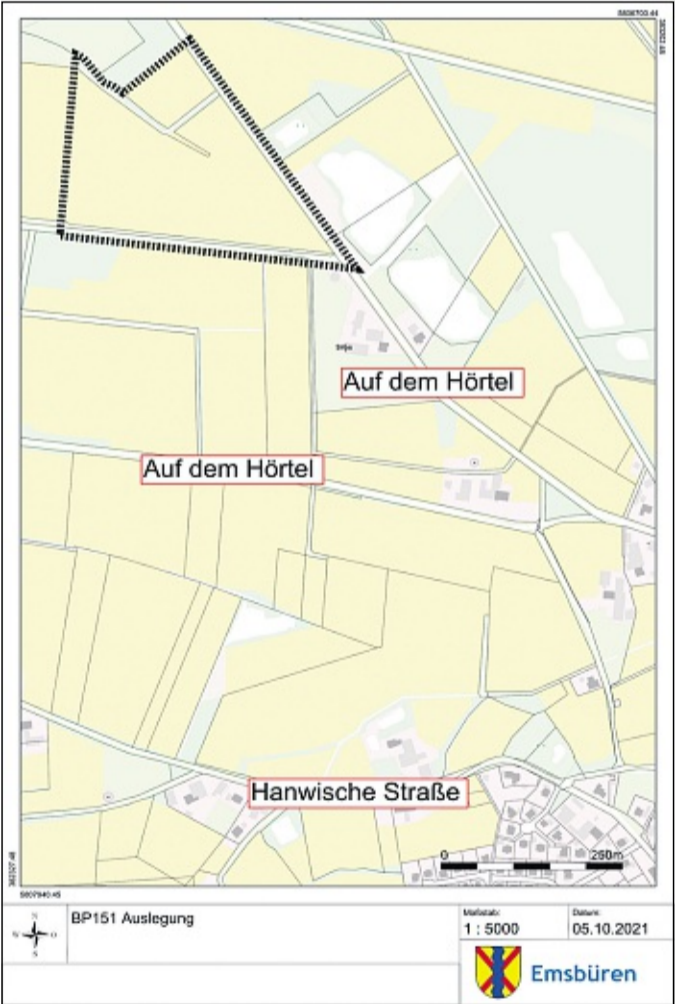 Auf dem Hörtel
Auf dem Hörtel
Hanwische Straße
0 250m
BP151 Auslegung
Maßstab:
1 : 5000
Datum:
05.10.2021
N
W O
S
Emsbüren